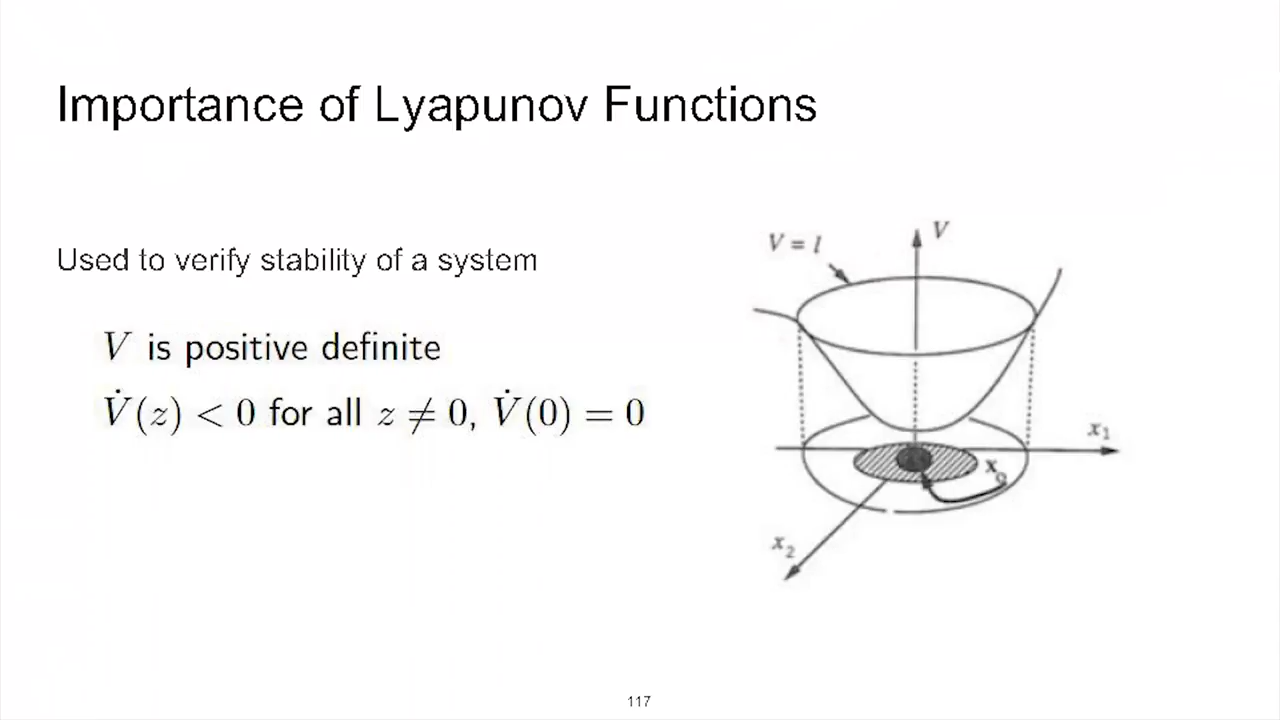 Importance of Lyapunov Functions
Used to verify stability of a system
V is positive definite
V̇(z) < 0 for all z ≠ 0, V̇(0) = 0
V = l
V
x₁
x₀
x₂
117